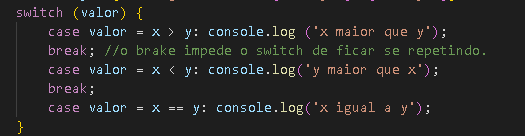 switch (valor) {
case valor = x > y: console.log ('x maior que y');
break; //o brake impede o switch de ficar se repetindo.
case valor = x < y: console.log('y maior que x');
break;
case valor = x == y: console.log('x igual a y');
}